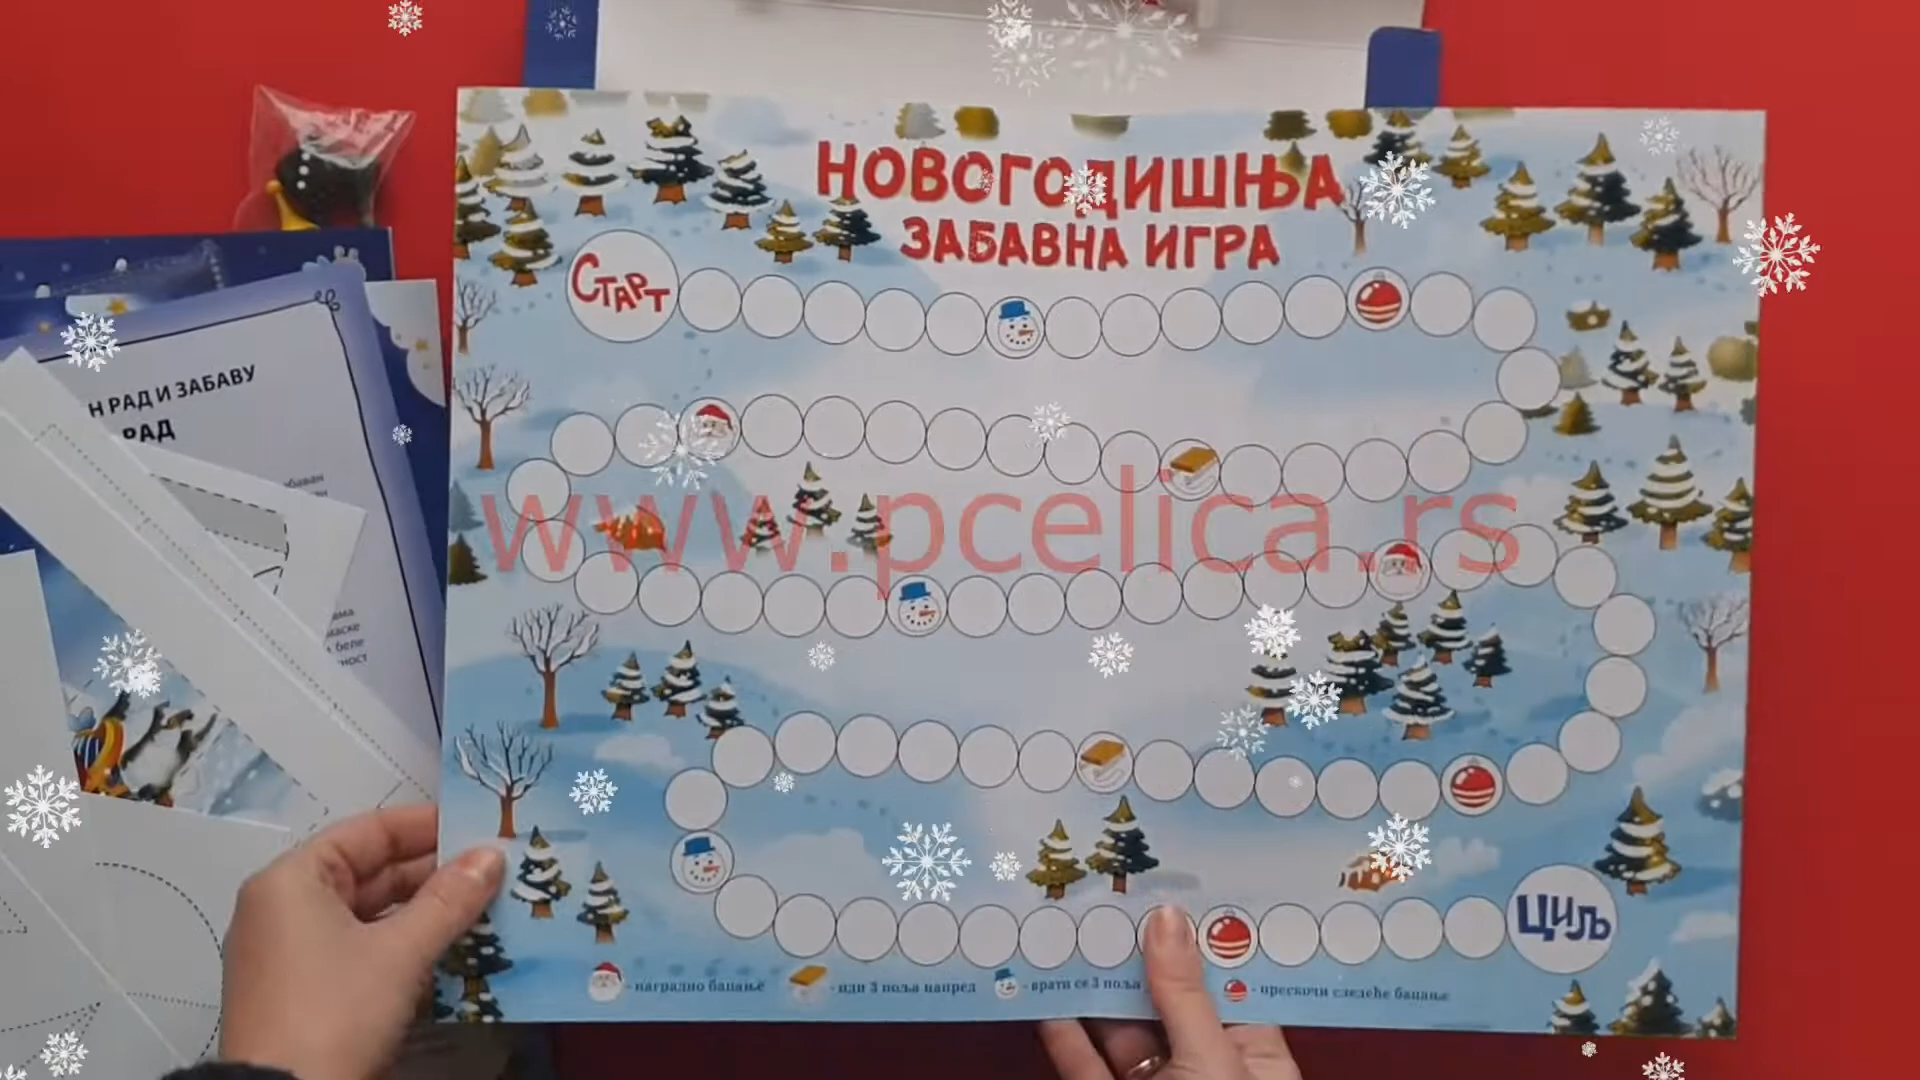 НОВОГОДИШЊА
ЗАБАВНА ИГРА
СТАРТ
Н РАД И ЗАБАВУ
РАД
www.pcelica.rs
ЦИЉ
- наградно бацање
- иди 3 поља напред
- врати се 3 поља
- прескочи следеће бацање